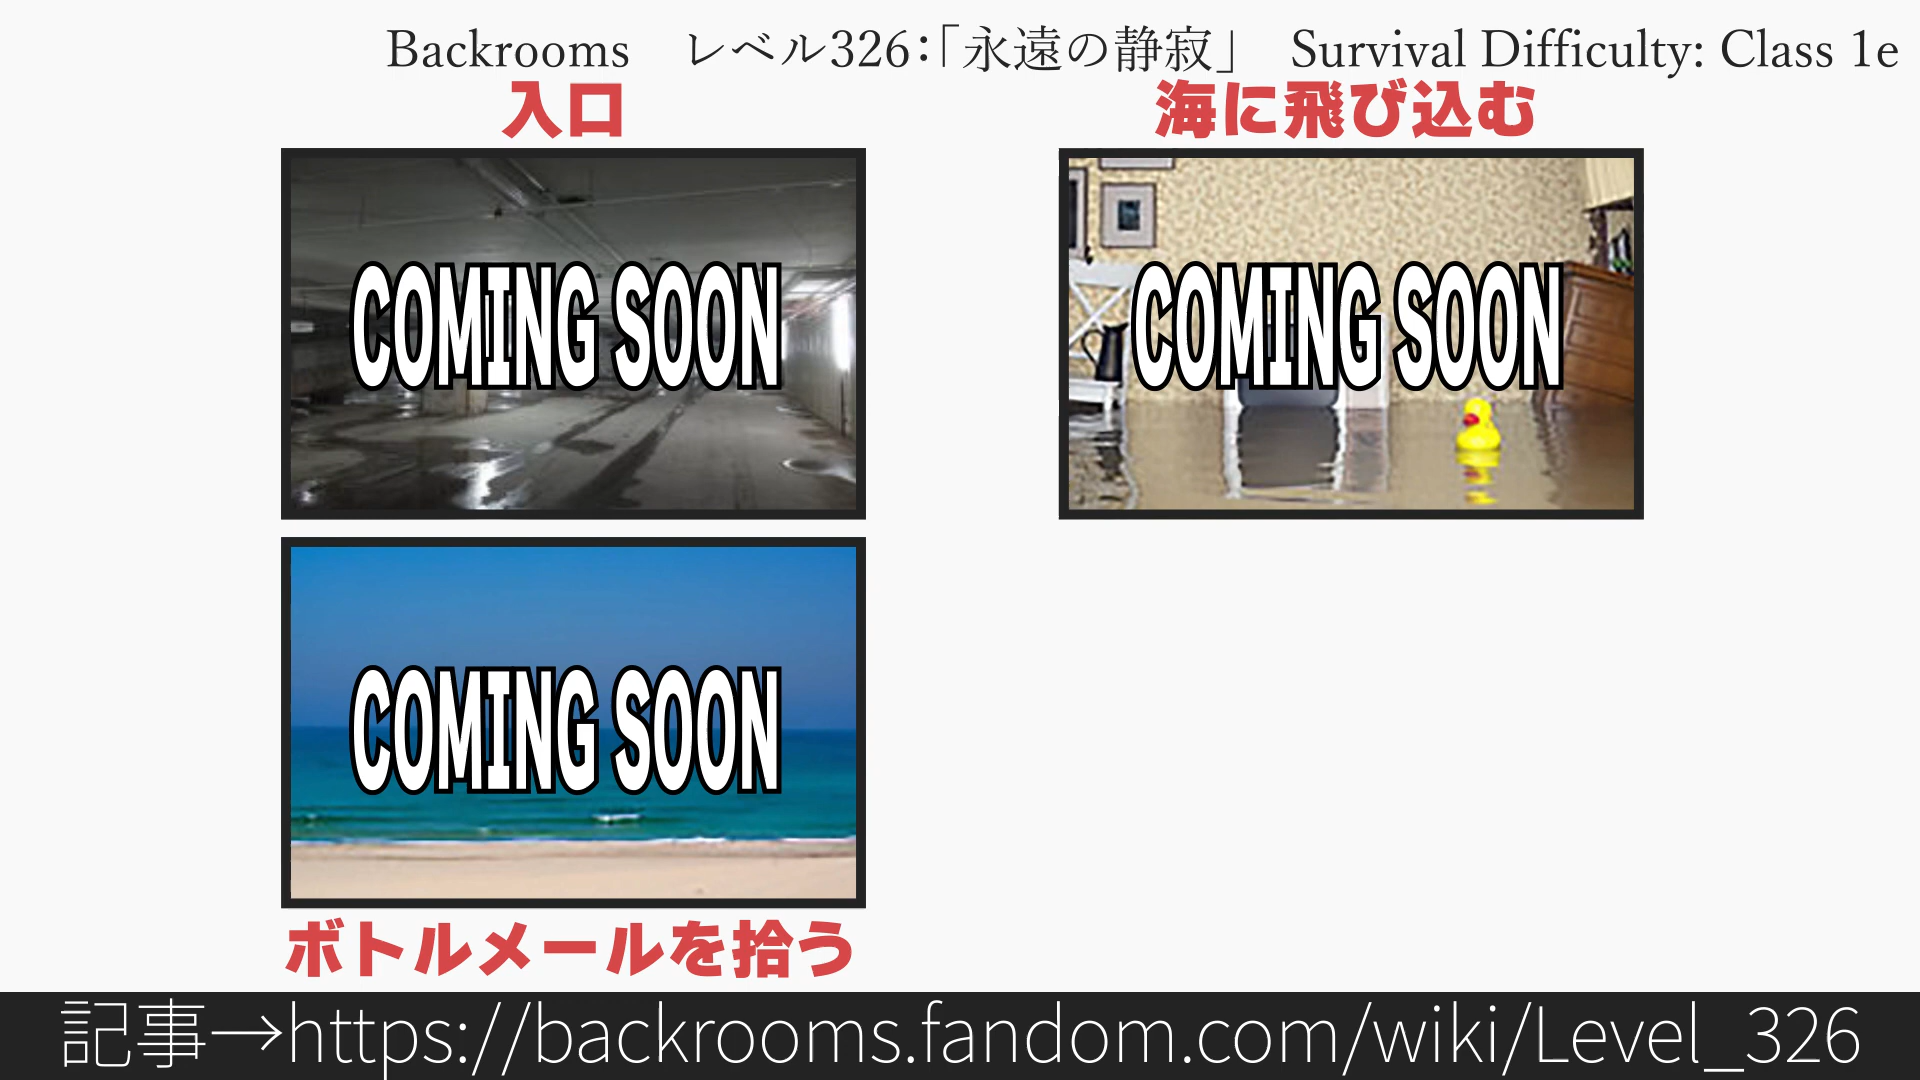 Backrooms　レベル326:「永遠の静寂」　Survival Difficulty: Class 1e
入口
海に飛び込む
COMING SOON
COMING SOON
COMING SOON
ボトルメールを拾う
記事→https://backrooms.fandom.com/wiki/Level_326